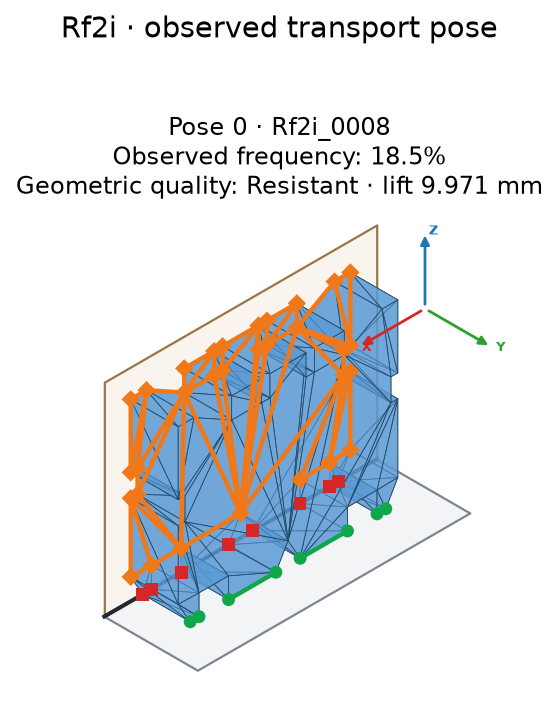 Rf2i · observed transport pose
Pose 0 · Rf2i_0008
Observed frequency: 18.5%
Geometric quality: Resistant · lift 9.971 mm
Z
X
Y